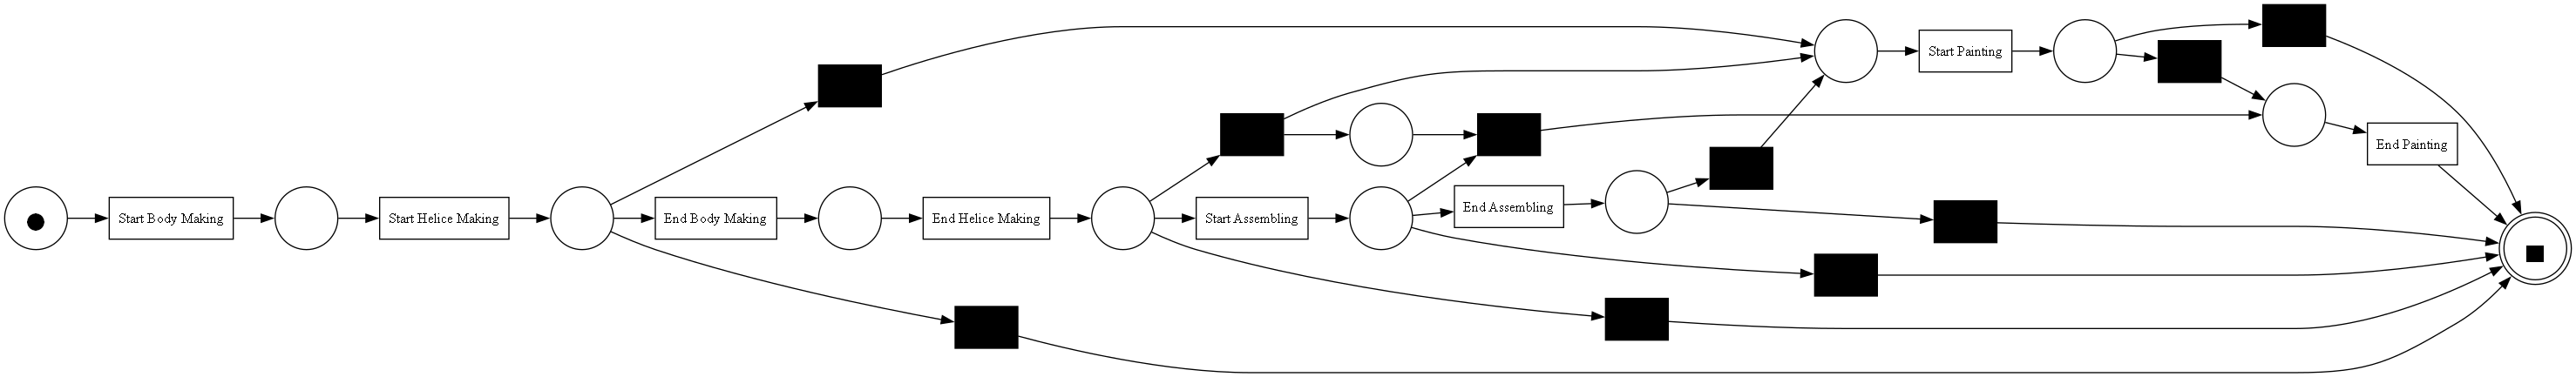 Start Body Making
Start Helice Making
End Body Making
End Helice Making
Start Assembling
End Assembling
Start Painting
End Painting